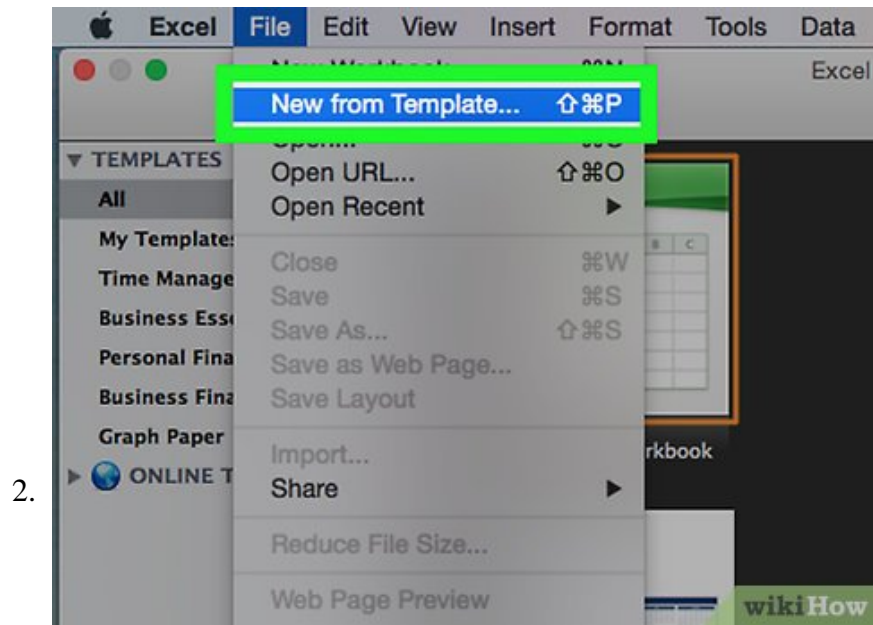 Excel File Edit View Insert Format Tools Data
Excel
New from Template... ⇧⌘P
TEMPLATES
Open URL... ⇧⌘O
All
Open Recent
My Templates
B C
Close ⌘W
Time Manage
Save ⌘S
Business Esse
Save As... ⇧⌘S
Personal Fina
Save as Web Page...
Business Fina
Save Layout
Graph Paper
Import...
rkbook
ONLINE T
2.
Share
Reduce File Size...
Web Page Preview
wikiHow